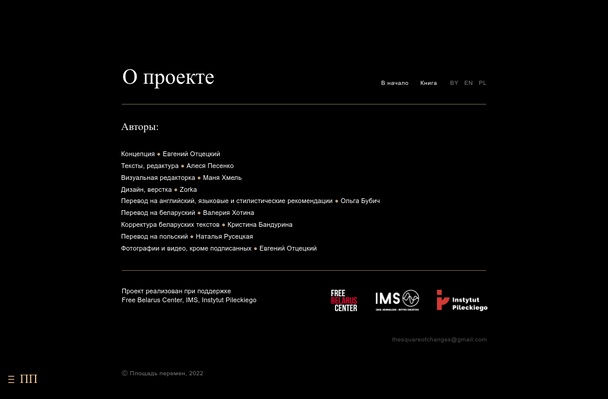 О проекте
В начало Книга BY EN PL
Авторы:
Концепция ● Евгений Отцецкий
Тексты, редактура ● Алеся Песенко
Визуальная редакторка ● Маня Хмель
Дизайн, верстка ● Zorka
Перевод на английский, языковые и стилистические рекомендации ● Ольга Бубич
Перевод на беларуский ● Валерия Хотина
Корректура беларуских текстов ● Кристина Бандурина
Перевод на польский ● Наталья Русецкая
Фотографии и видео, кроме подписанных ● Евгений Отцецкий
Проект реализован при поддержке
Free Belarus Center, IMS, Instytut Pileckiego
FREE
BELARUS
CENTER
IMS
Instytut
Pileckiego
thesquareofchanges@gmail.com
© Площадь перемен, 2022
ПП